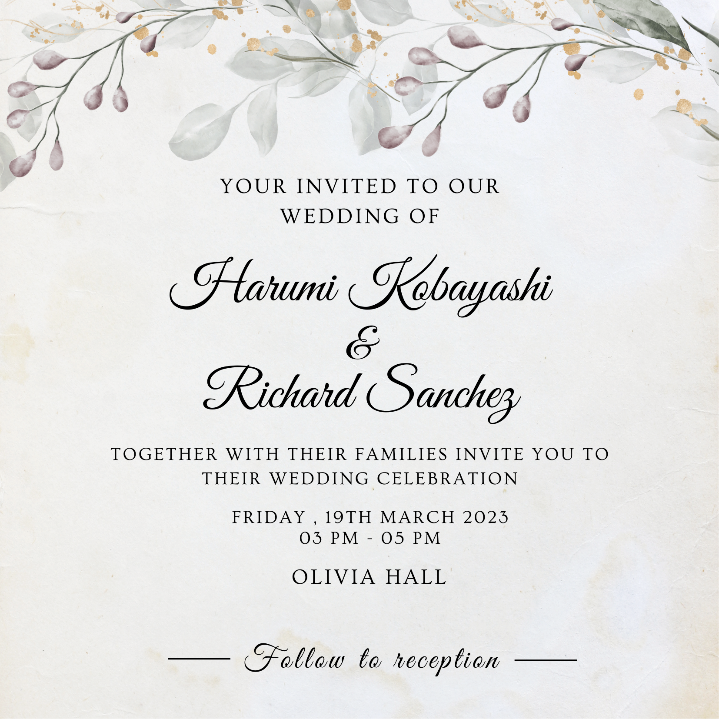 YOUR INVITED TO OUR
WEDDING OF
Harumi Kobayashi
&
Richard Sanchez
TOGETHER WITH THEIR FAMILIES INVITE YOU TO
THEIR WEDDING CELEBRATION
FRIDAY , 19TH MARCH 2023
03 PM - 05 PM
OLIVIA HALL
Follow to reception